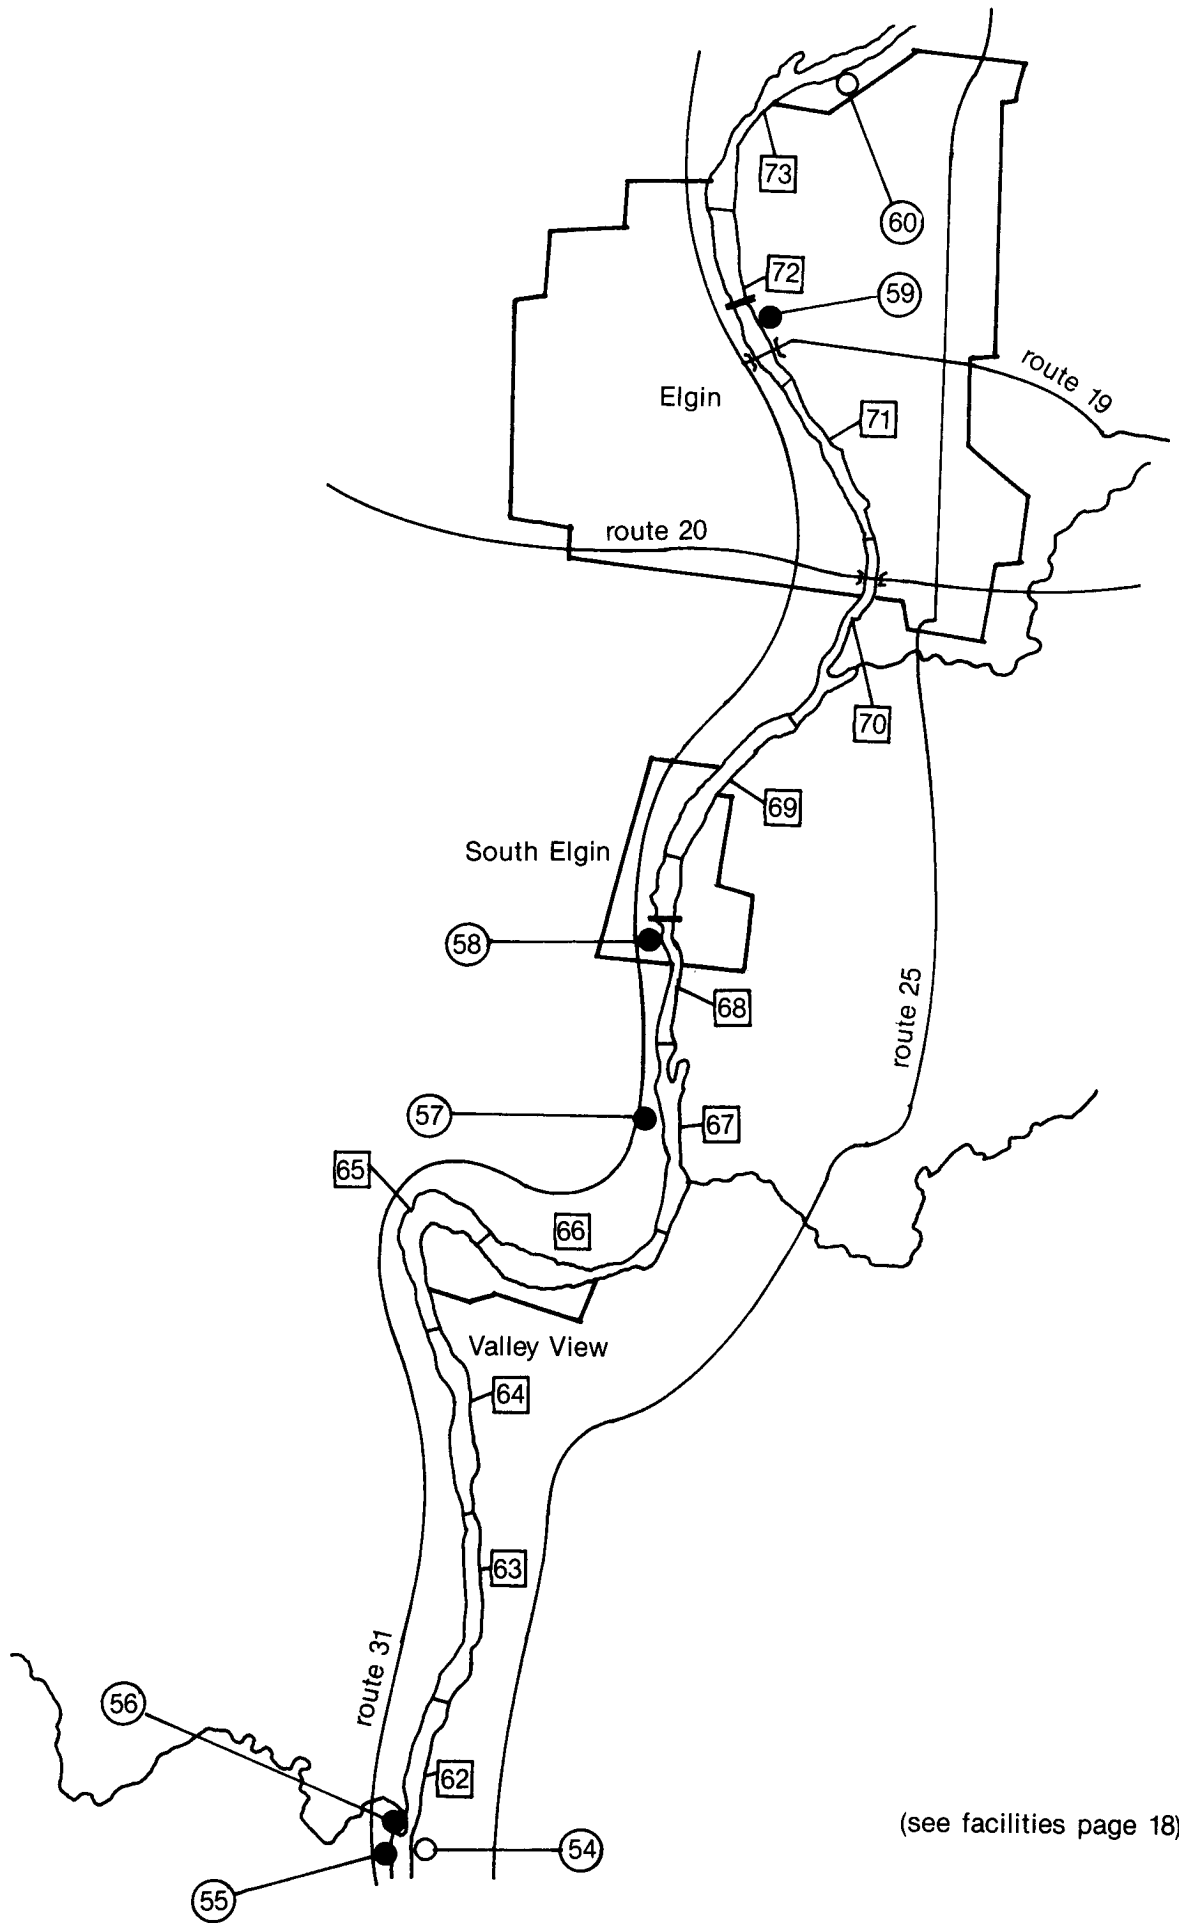 73
60
72
59
route 19
Elgin
71
route 20
70
69
South Elgin
58
68
route 25
57
67
65
66
Valley View
64
63
route 31
56
62
(see facilities page 18)
54
55